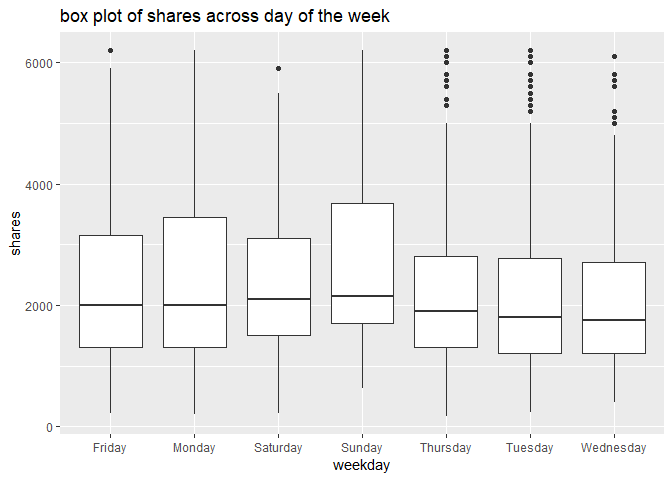 box plot of shares across day of the week
6000
4000
2000
0
shares
Friday Monday Saturday Sunday Thursday Tuesday Wednesday
weekday